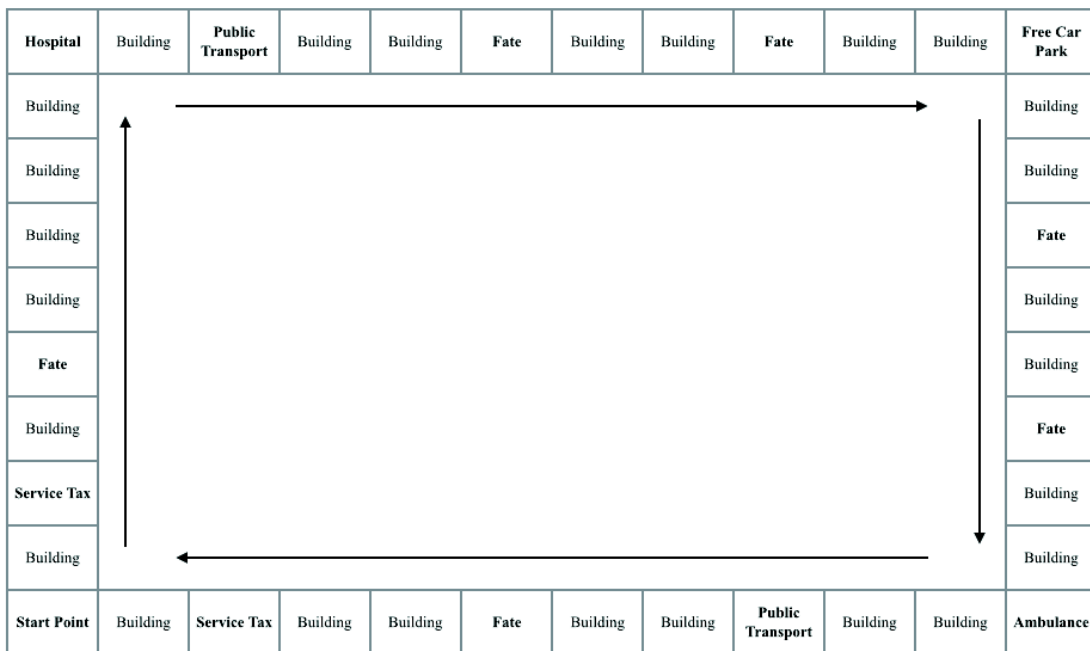 Hospital Building Public Transport Building Building Fate Building Building Fate Building Building Free Car Park
Building Building
Building Building
Building Fate
Building Building
Fate Building
Building Fate
Service Tax Building
Building Building
Start Point Building Service Tax Building Building Fate Building Building Public Transport Building Building Ambulance